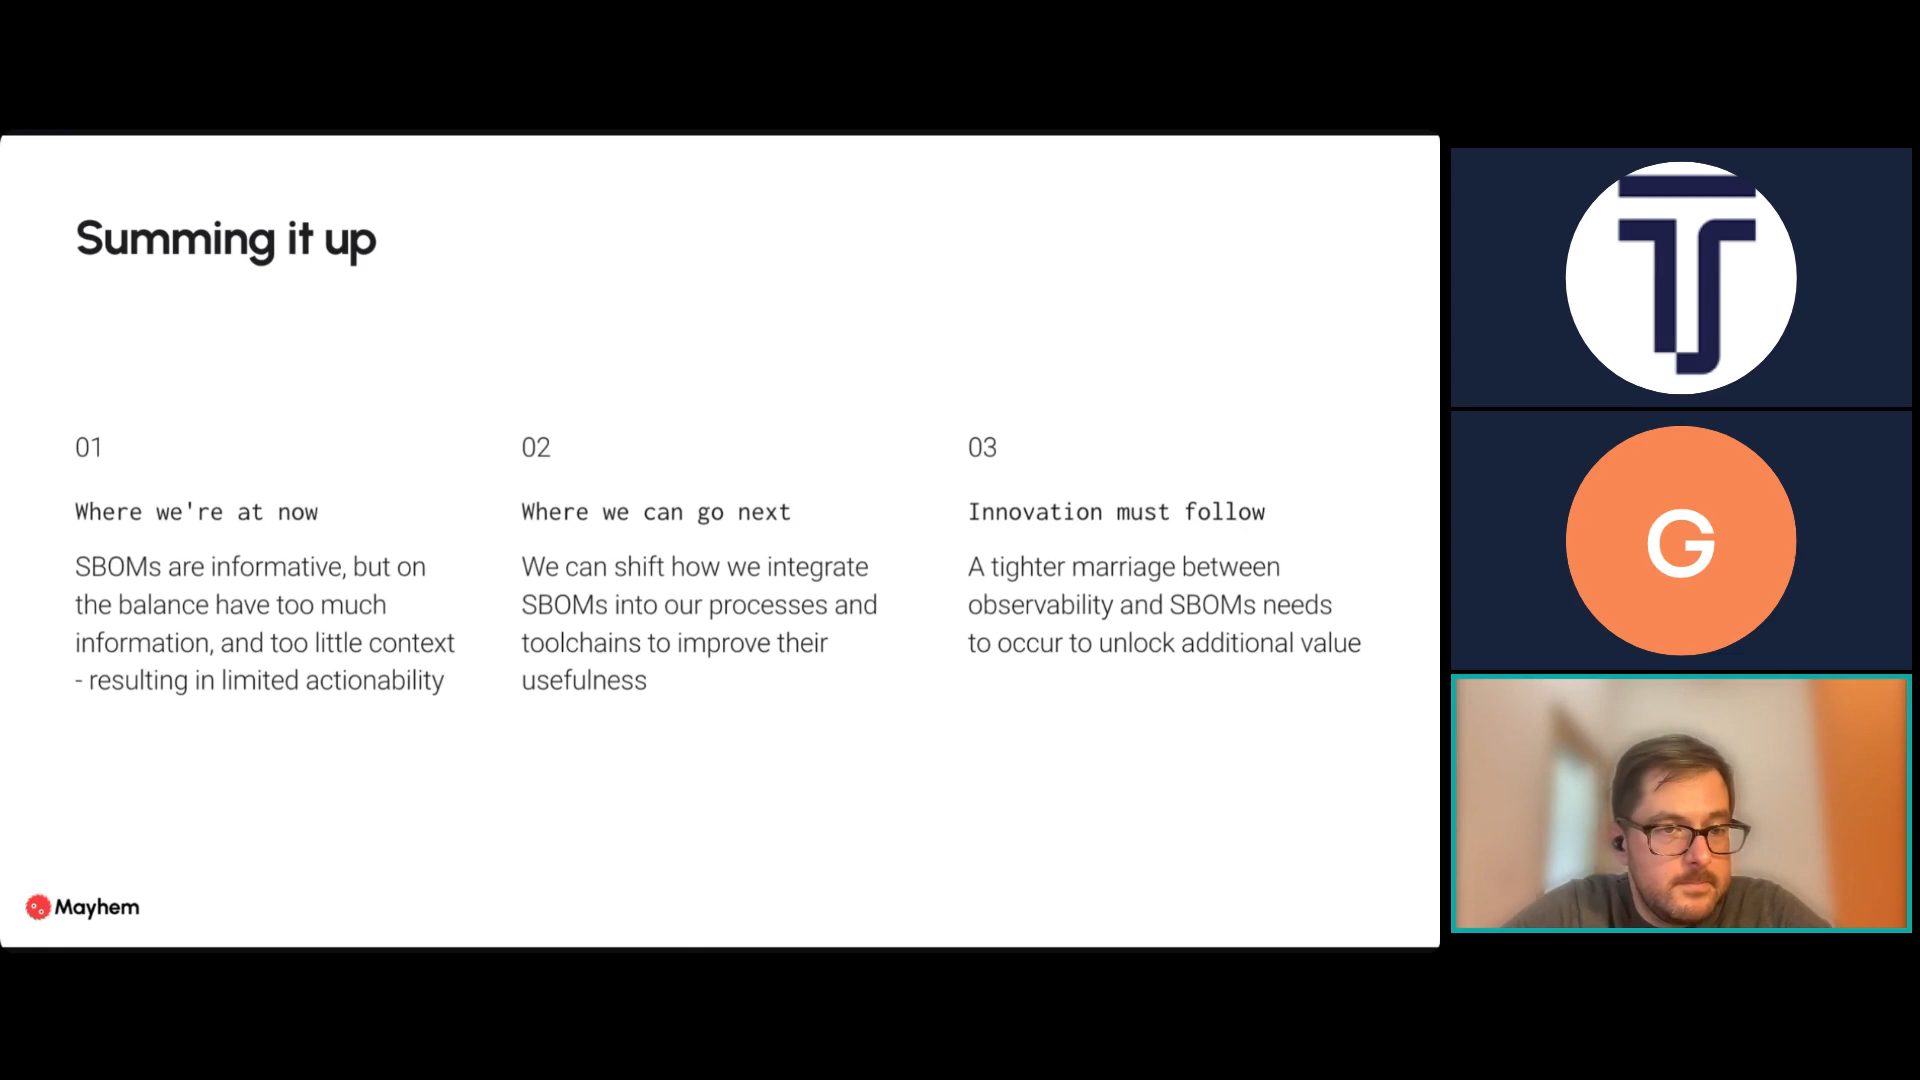 Summing it up
01
Where we're at now
SBOMs are informative, but on
the balance have too much
information, and too little context
- resulting in limited actionability
02
Where we can go next
We can shift how we integrate
SBOMs into our processes and
toolchains to improve their
usefulness
03
Innovation must follow
A tighter marriage between
observability and SBOMs needs
to occur to unlock additional value
Mayhem
TS
G